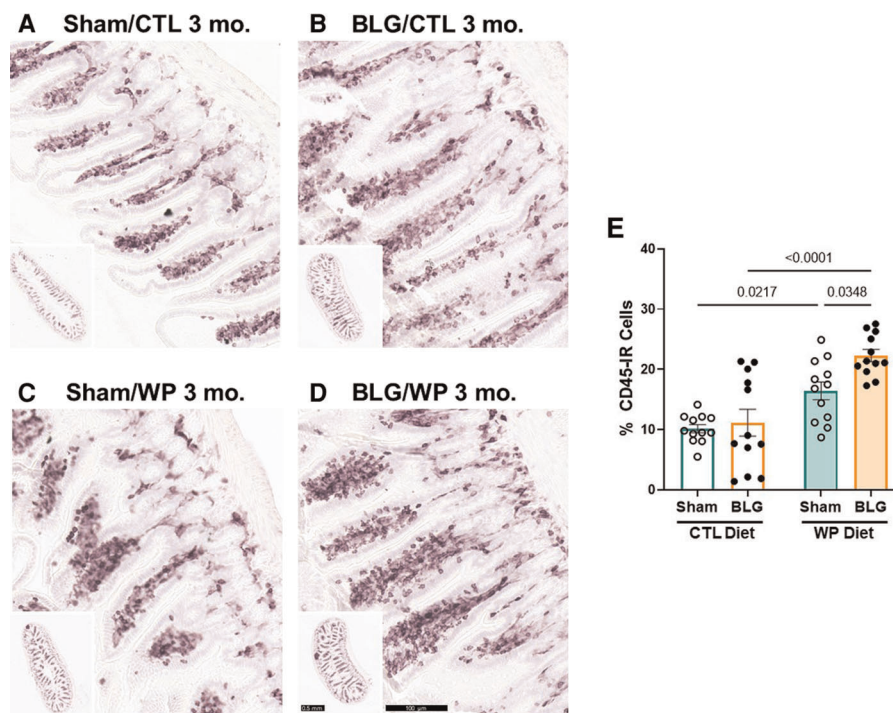 A Sham/CTL 3 mo.
B BLG/CTL 3 mo.
C Sham/WP 3 mo.
D BLG/WP 3 mo.
0.5 mm
100 µm
E
<0.0001
0.0217
0.0348
% CD45-IR Cells
40
30
20
10
0
Sham BLG Sham BLG
CTL Diet WP Diet